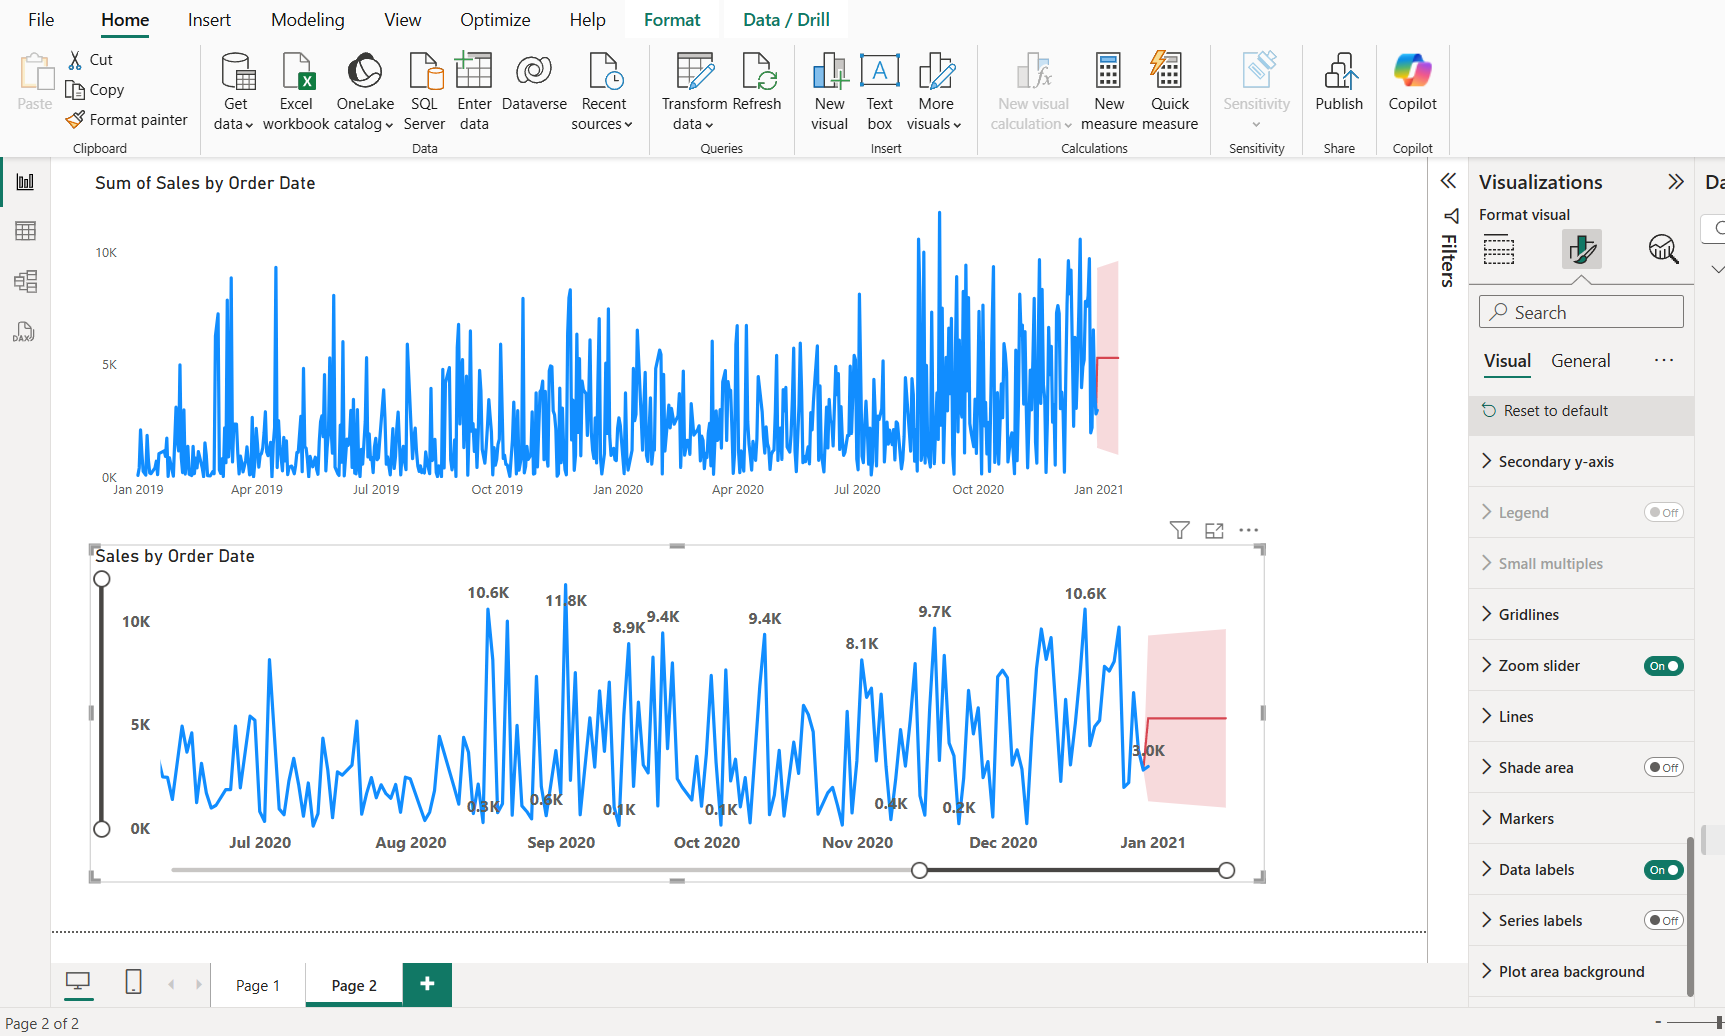 File Home Insert Modeling View Optimize Help Format Data / Drill
Paste
Cut
Copy
Format painter
Clipboard
Get data
Excel workbook
OneLake catalog
SQL Server
Enter data
Dataverse
Recent sources
Data
Transform data
Refresh
Queries
New visual
Text box
More visuals
Insert
New visual calculation
New measure
Quick measure
Calculations
Sensitivity
Sensitivity
Publish
Share
Copilot
Copilot
DAX
Sum of Sales by Order Date
10K
5K
0K
Jan 2019 Apr 2019 Jul 2019 Oct 2019 Jan 2020 Apr 2020 Jul 2020 Oct 2020 Jan 2021
Sales by Order Date
10K
5K
0K
10.6K 11.8K 8.9K 9.4K 9.4K 8.1K 9.7K 10.6K
3.0K
0.3K 0.6K 0.1K 0.1K 0.4K 0.2K
Jul 2020 Aug 2020 Sep 2020 Oct 2020 Nov 2020 Dec 2020 Jan 2021
Filters
Visualizations
Format visual
Search
Visual General
Reset to default
Secondary y-axis
Legend Off
Small multiples
Gridlines
Zoom slider On
Lines
Shade area Off
Markers
Data labels On
Series labels Off
Plot area background
Page 1 Page 2
Page 2 of 2